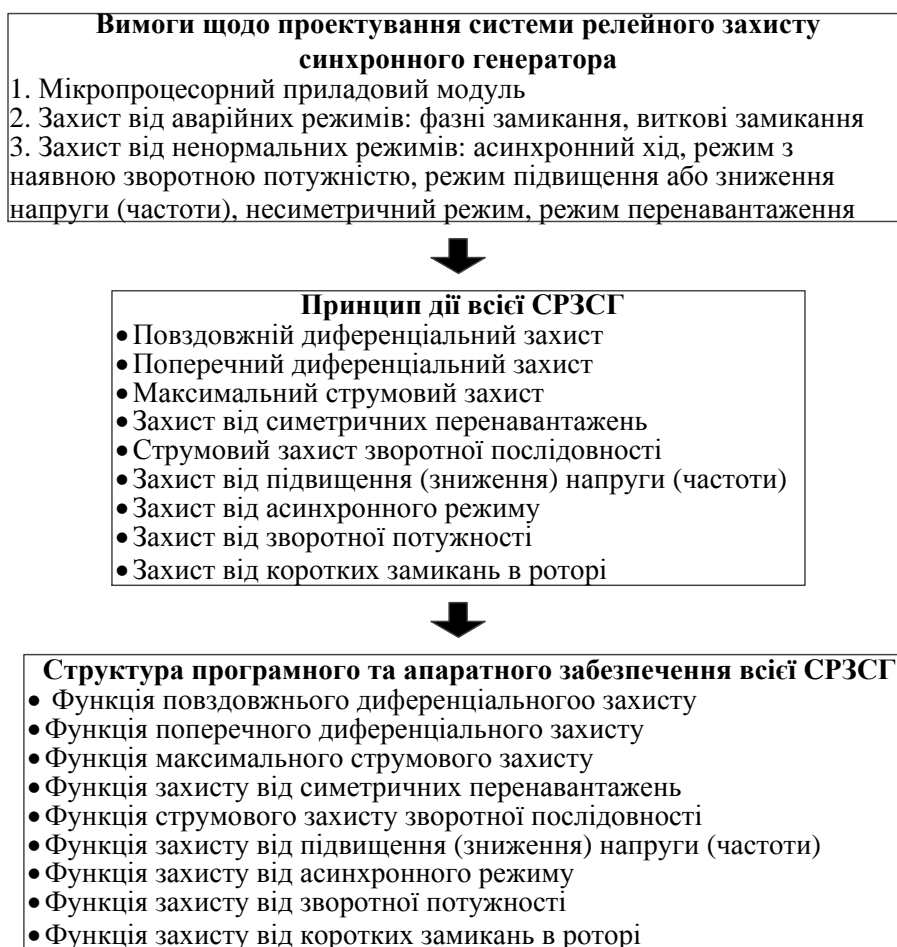 Вимоги щодо проектування системи релейного захисту
синхронного генератора
1. Мікропроцесорний приладовий модуль
2. Захист від аварійних режимів: фазні замикання, виткові замикання
3. Захист від ненормальних режимів: асинхронний хід, режим з
наявною зворотною потужністю, режим підвищення або зниження
напруги (частоти), несиметричний режим, режим перенавантаження
Принцип дії всієї СРЗСГ
• Повздовжній диференціальний захист
• Поперечний диференціальний захист
• Максимальний струмовий захист
• Захист від симетричних перенавантажень
• Струмовий захист зворотної послідовності
• Захист від підвищення (зниження) напруги (частоти)
• Захист від асинхронного режиму
• Захист від зворотної потужності
• Захист від коротких замикань в роторі
Структура програмного та апаратного забезпечення всієї СРЗСГ
• Функція повздовжнього диференціальногоо захисту
• Функція поперечного диференціального захисту
• Функція максимального струмового захисту
• Функція захисту від симетричних перенавантажень
• Функція струмового захисту зворотної послідовності
• Функція захисту від підвищення (зниження) напруги (частоти)
• Функція захисту від асинхронного режиму
• Функція захисту від зворотної потужності
• Функція захисту від коротких замикань в роторі